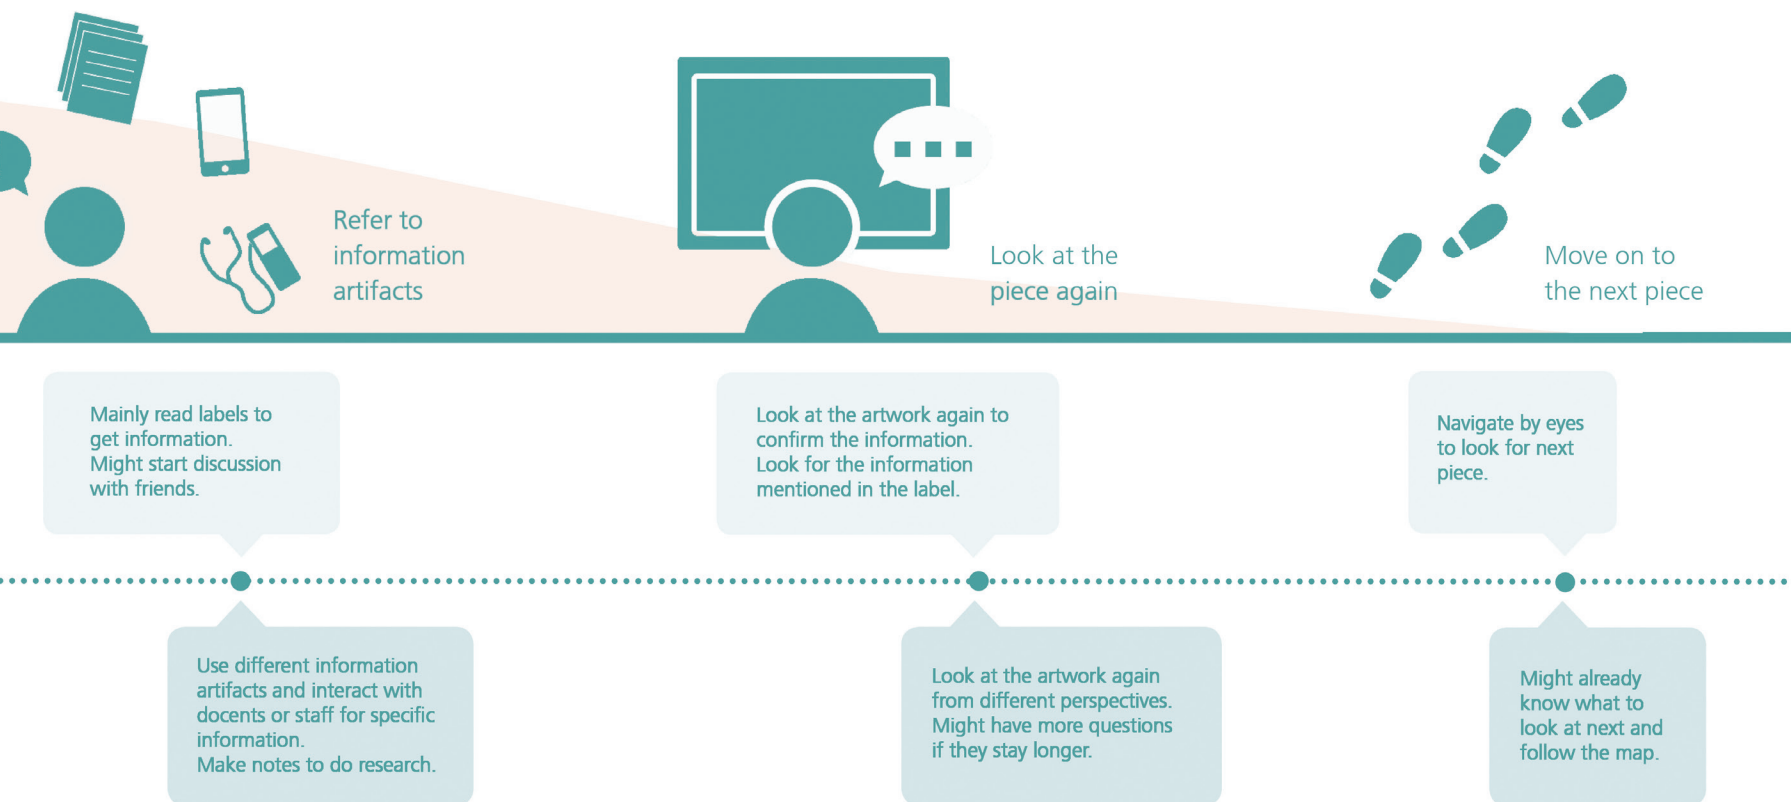 Refer to
information
artifacts
Look at the
piece again
Move on to
the next piece
Mainly read labels to
get information.
Might start discussion
with friends.
Look at the artwork again to
confirm the information.
Look for the information
mentioned in the label.
Navigate by eyes
to look for next
piece.
Use different information
artifacts and interact with
docents or staff for specific
information.
Make notes to do research.
Look at the artwork again
from different perspectives.
Might have more questions
if they stay longer.
Might already
know what to
look at next and
follow the map.